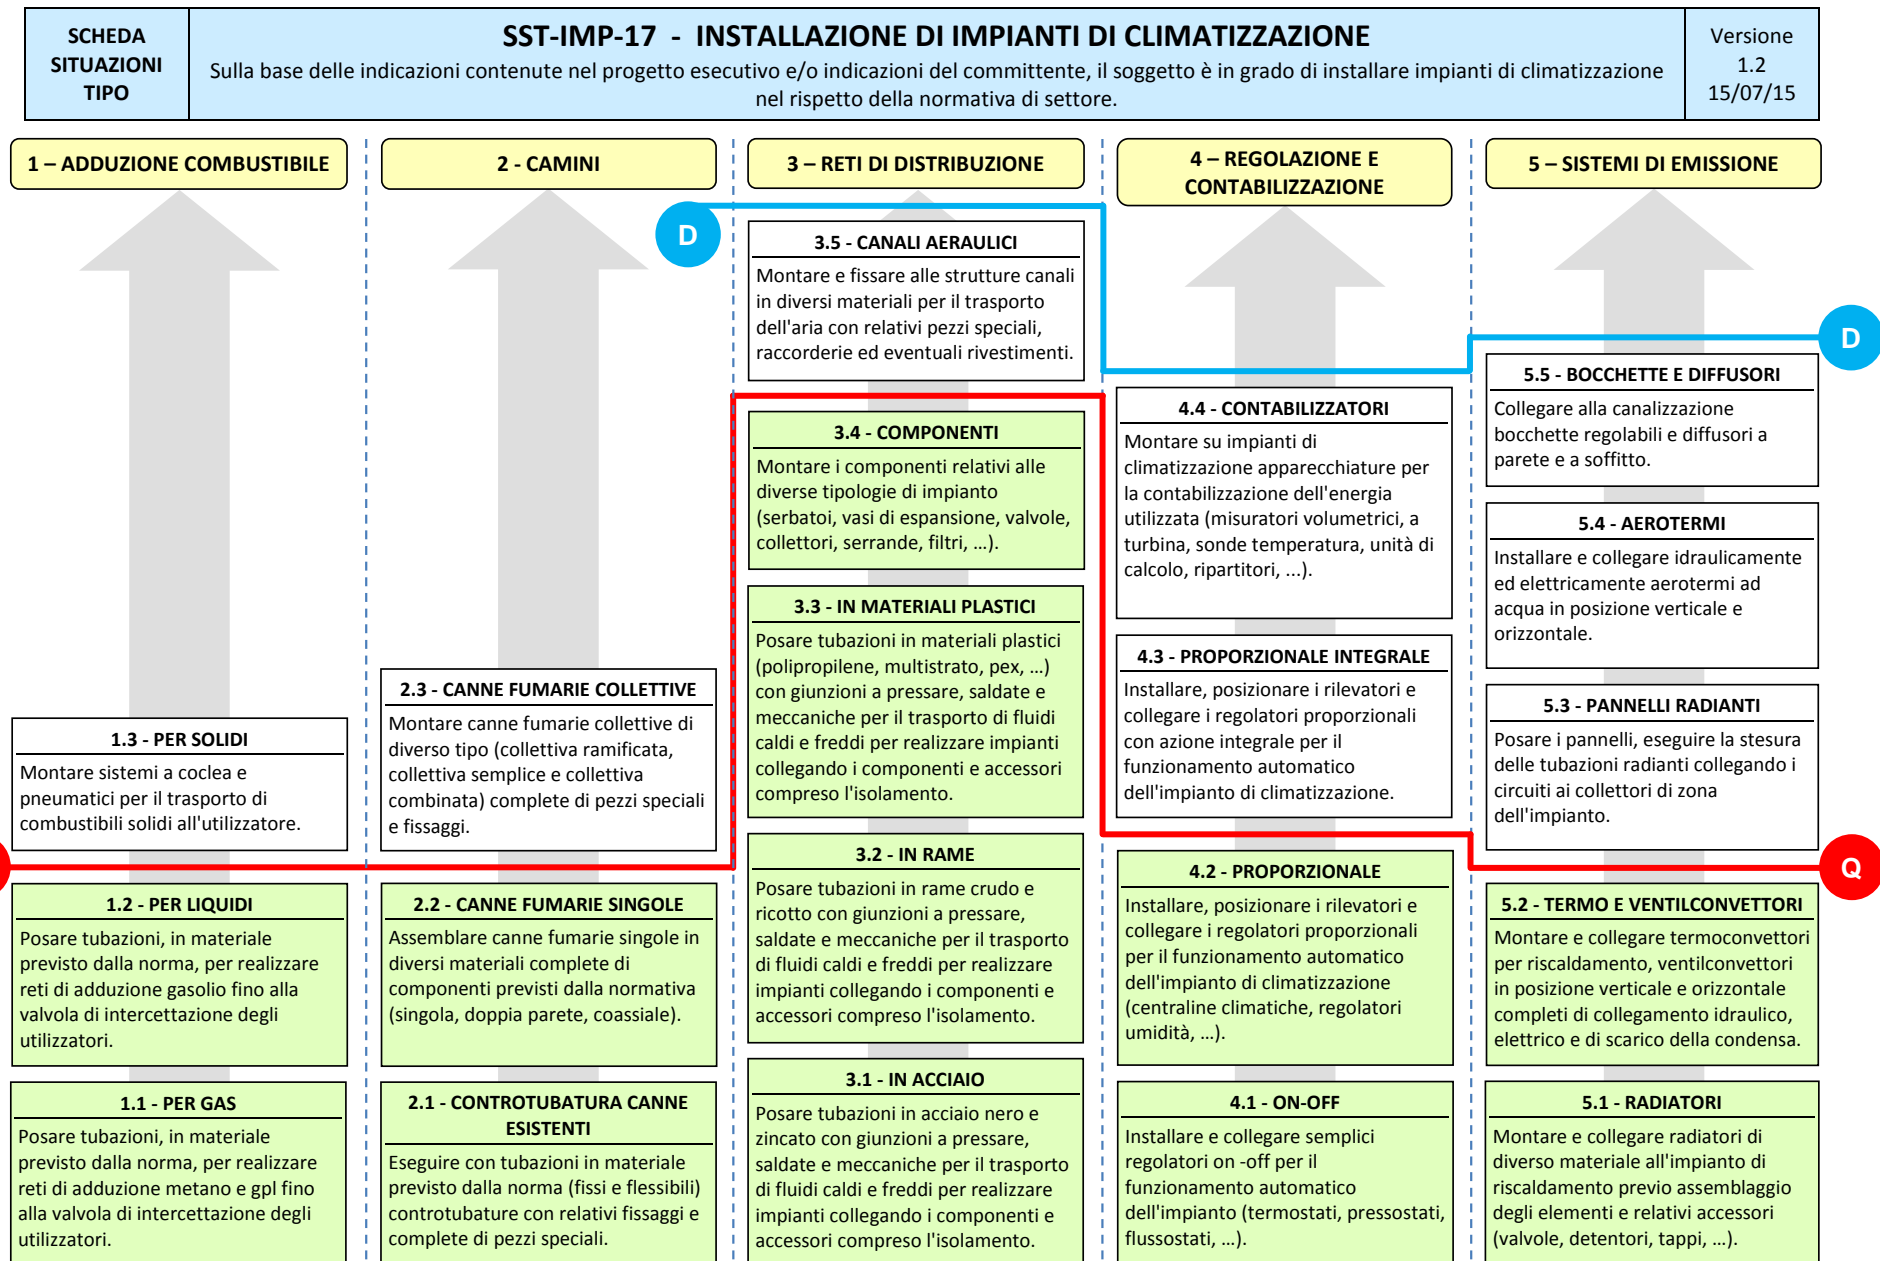 SCHEDA
SITUAZIONI
TIPO
SST-IMP-17 - INSTALLAZIONE DI IMPIANTI DI CLIMATIZZAZIONE
Sulla base delle indicazioni contenute nel progetto esecutivo e/o indicazioni del committente, il soggetto è in grado di installare impianti di climatizzazione
nel rispetto della normativa di settore.
Versione
1.2
15/07/15
1 – ADDUZIONE COMBUSTIBILE
1.3 - PER SOLIDI
Montare sistemi a coclea e
pneumatici per il trasporto di
combustibili solidi all'utilizzatore.
1.2 - PER LIQUIDI
Posare tubazioni, in materiale
previsto dalla norma, per realizzare
reti di adduzione gasolio fino alla
valvola di intercettazione degli
utilizzatori.
1.1 - PER GAS
Posare tubazioni, in materiale
previsto dalla norma, per realizzare
reti di adduzione metano e gpl fino
alla valvola di intercettazione degli
utilizzatori.
2 - CAMINI
D
2.3 - CANNE FUMARIE COLLETTIVE
Montare canne fumarie collettive di
diverso tipo (collettiva ramificata,
collettiva semplice e collettiva
combinata) complete di pezzi speciali
e fissaggi.
2.2 - CANNE FUMARIE SINGOLE
Assemblare canne fumarie singole in
diversi materiali complete di
componenti previsti dalla normativa
(singola, doppia parete, coassiale).
2.1 - CONTROTUBATURA CANNE
ESISTENTI
Eseguire con tubazioni in materiale
previsto dalla norma (fissi e flessibili)
controtubature con relativi fissaggi e
complete di pezzi speciali.
3 – RETI DI DISTRIBUZIONE
3.5 - CANALI AERAULICI
Montare e fissare alle strutture canali
in diversi materiali per il trasporto
dell'aria con relativi pezzi speciali,
raccorderie ed eventuali rivestimenti.
3.4 - COMPONENTI
Montare i componenti relativi alle
diverse tipologie di impianto
(serbatoi, vasi di espansione, valvole,
collettori, serrande, filtri, …).
3.3 - IN MATERIALI PLASTICI
Posare tubazioni in materiali plastici
(polipropilene, multistrato, pex, …)
con giunzioni a pressare, saldate e
meccaniche per il trasporto di fluidi
caldi e freddi per realizzare impianti
collegando i componenti e accessori
compreso l'isolamento.
3.2 - IN RAME
Posare tubazioni in rame crudo e
ricotto con giunzioni a pressare,
saldate e meccaniche per il trasporto
di fluidi caldi e freddi per realizzare
impianti collegando i componenti e
accessori compreso l'isolamento.
3.1 - IN ACCIAIO
Posare tubazioni in acciaio nero e
zincato con giunzioni a pressare,
saldate e meccaniche per il trasporto
di fluidi caldi e freddi per realizzare
impianti collegando i componenti e
accessori compreso l'isolamento.
4 – REGOLAZIONE E
CONTABILIZZAZIONE
4.4 - CONTABILIZZATORI
Montare su impianti di
climatizzazione apparecchiature per
la contabilizzazione dell'energia
utilizzata (misuratori volumetrici, a
turbina, sonde temperatura, unità di
calcolo, ripartitori, ...).
4.3 - PROPORZIONALE INTEGRALE
Installare, posizionare i rilevatori e
collegare i regolatori proporzionali
con azione integrale per il
funzionamento automatico
dell'impianto di climatizzazione.
4.2 - PROPORZIONALE
Installare, posizionare i rilevatori e
collegare i regolatori proporzionali
per il funzionamento automatico
dell'impianto di climatizzazione
(centraline climatiche, regolatori
umidità, …).
4.1 - ON-OFF
Installare e collegare semplici
regolatori on -off per il
funzionamento automatico
dell'impianto (termostati, pressostati,
flussostati, …).
5 – SISTEMI DI EMISSIONE
D
5.5 - BOCCHETTE E DIFFUSORI
Collegare alla canalizzazione
bocchette regolabili e diffusori a
parete e a soffitto.
5.4 - AEROTERMI
Installare e collegare idraulicamente
ed elettricamente aerotermi ad
acqua in posizione verticale e
orizzontale.
5.3 - PANNELLI RADIANTI
Posare i pannelli, eseguire la stesura
delle tubazioni radianti collegando i
circuiti ai collettori di zona
dell'impianto.
Q
5.2 - TERMO E VENTILCONVETTORI
Montare e collegare termoconvettori
per riscaldamento, ventilconvettori
in posizione verticale e orizzontale
completi di collegamento idraulico,
elettrico e di scarico della condensa.
5.1 - RADIATORI
Montare e collegare radiatori di
diverso materiale all'impianto di
riscaldamento previo assemblaggio
degli elementi e relativi accessori
(valvole, detentori, tappi, …).